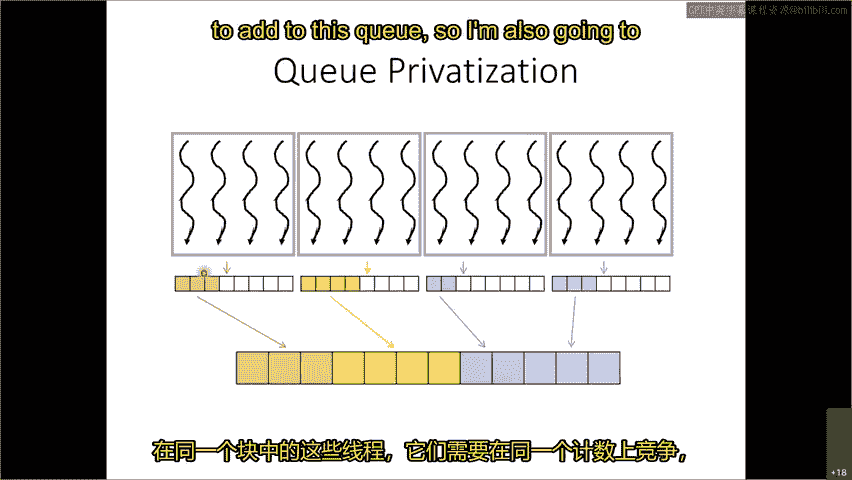 to add to this queue, so I'm also going to
Queue Privatization
在同一个块中的这些线程，它们需要在同一个计数上竞争，
+18